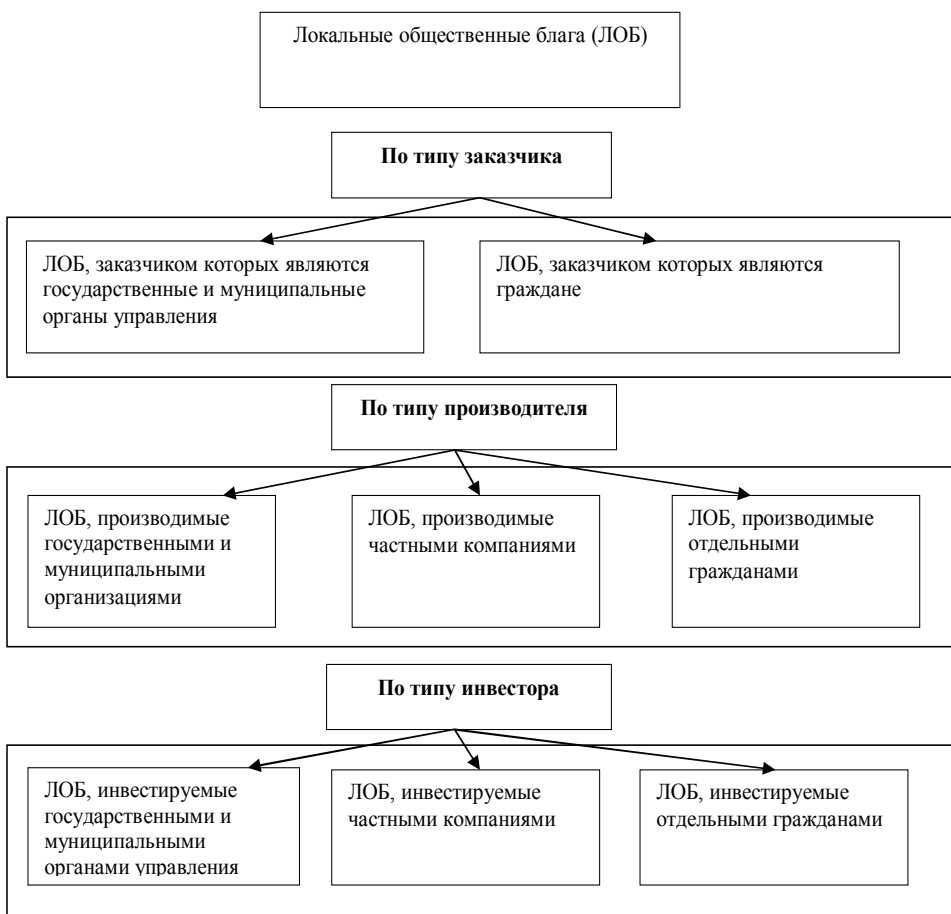 Локальные общественные блага (ЛОБ)
По типу заказчика
ЛОБ, заказчиком которых являются
государственные и муниципальные
органы управления
ЛОБ, заказчиком которых являются
граждане
По типу производителя
ЛОБ, производимые
государственными и
муниципальными
организациями
ЛОБ, производимые
частными компаниями
ЛОБ, производимые
отдельными
гражданами
По типу инвестора
ЛОБ, инвестируемые
государственными и
муниципальными
органами управления
ЛОБ, инвестируемые
частными компаниями
ЛОБ, инвестируемые
отдельными гражданами